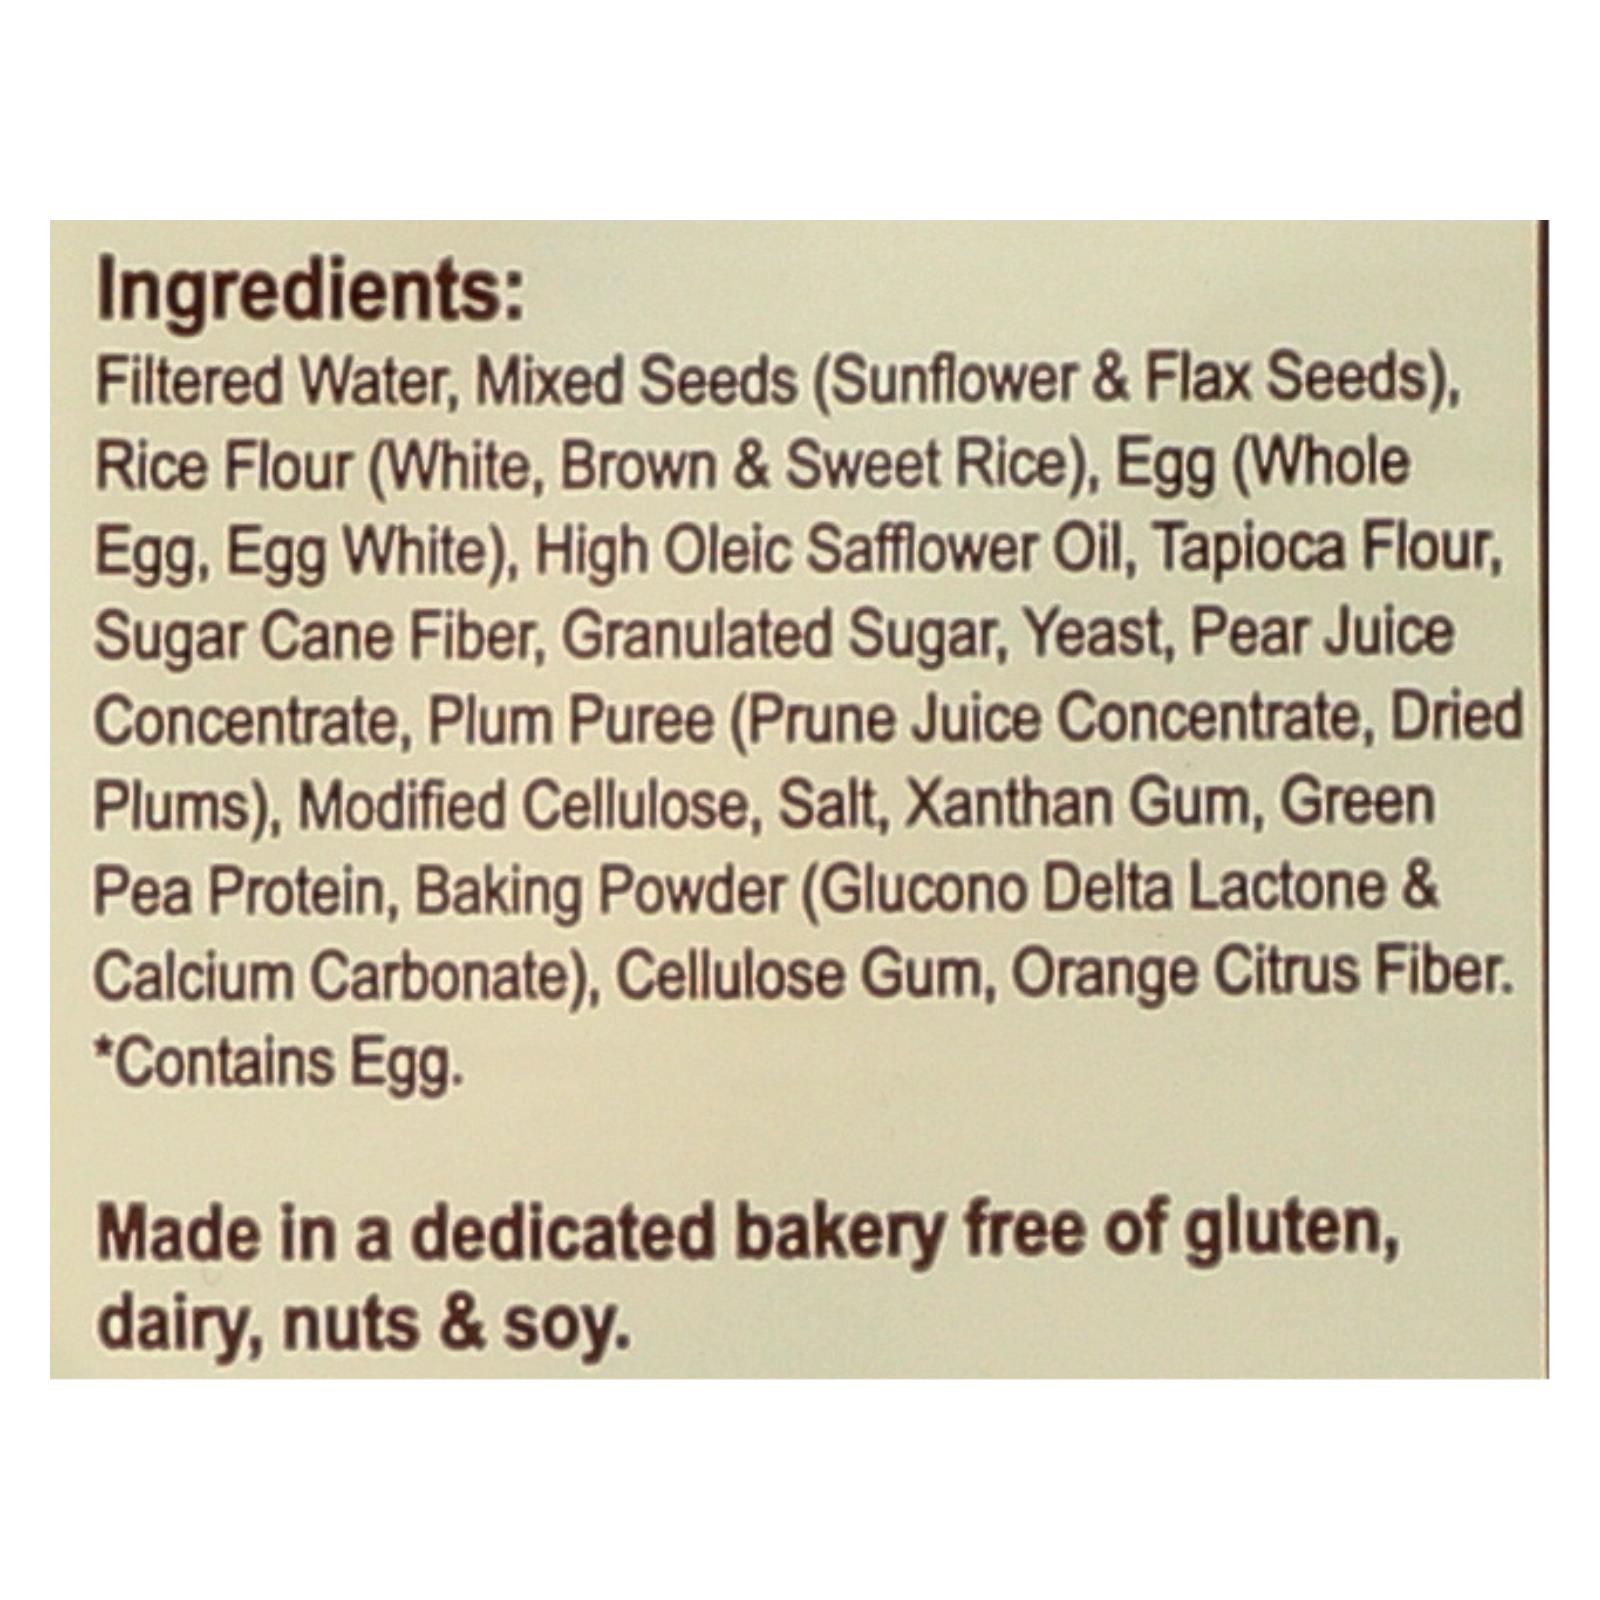 Ingredients:
Filtered Water, Mixed Seeds (Sunflower & Flax Seeds),
Rice Flour (White, Brown & Sweet Rice), Egg (Whole
Egg, Egg White), High Oleic Safflower Oil, Tapioca Flour,
Sugar Cane Fiber, Granulated Sugar, Yeast, Pear Juice
Concentrate, Plum Puree (Prune Juice Concentrate, Dried
Plums), Modified Cellulose, Salt, Xanthan Gum, Green
Pea Protein, Baking Powder (Glucono Delta Lactone &
Calcium Carbonate), Cellulose Gum, Orange Citrus Fiber.
*Contains Egg.
Made in a dedicated bakery free of gluten,
dairy, nuts & soy.